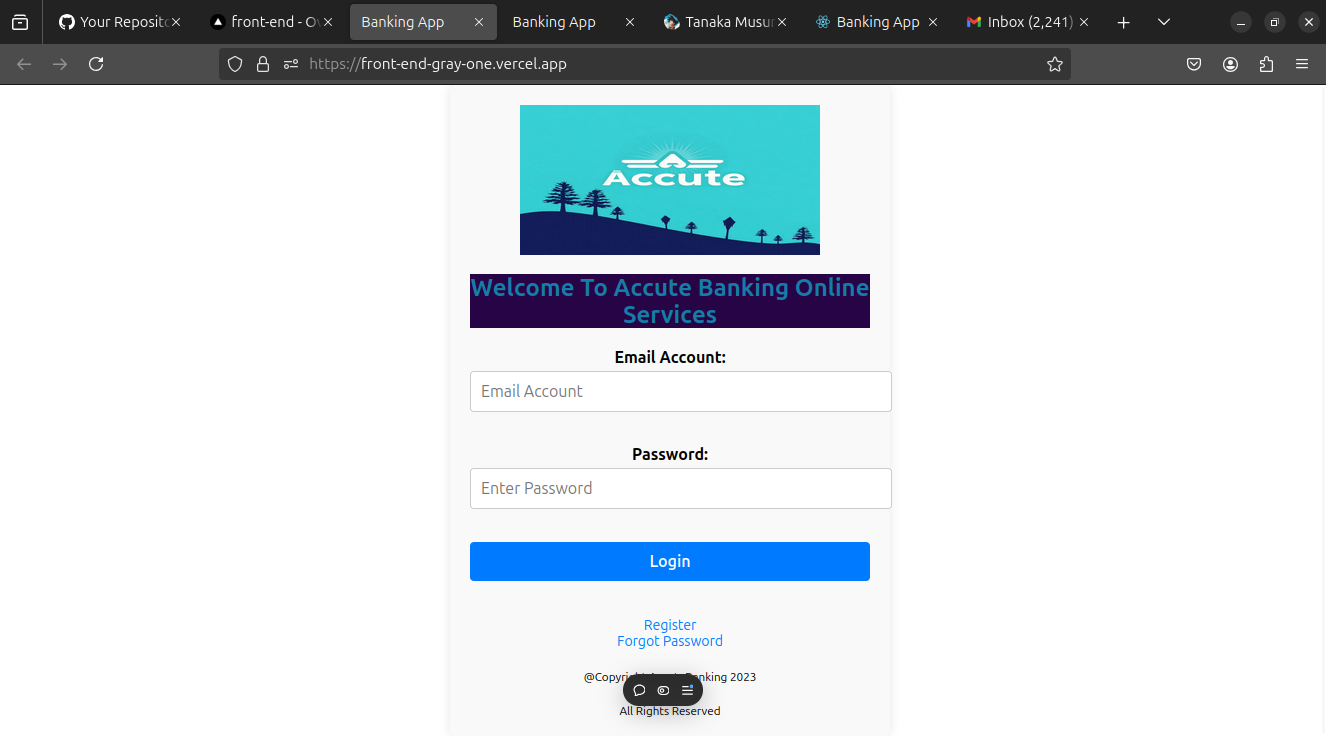 Your Reposito
front-end - Ov
Banking App
Banking App
Tanaka Musur
Banking App
Inbox (2,241)
https://front-end-gray-one.vercel.app
Accute
Welcome To Accute Banking Online
Services
Email Account:
Email Account
Password:
Enter Password
Login
Register
Forgot Password
@Copyright Banking 2023
All Rights Reserved